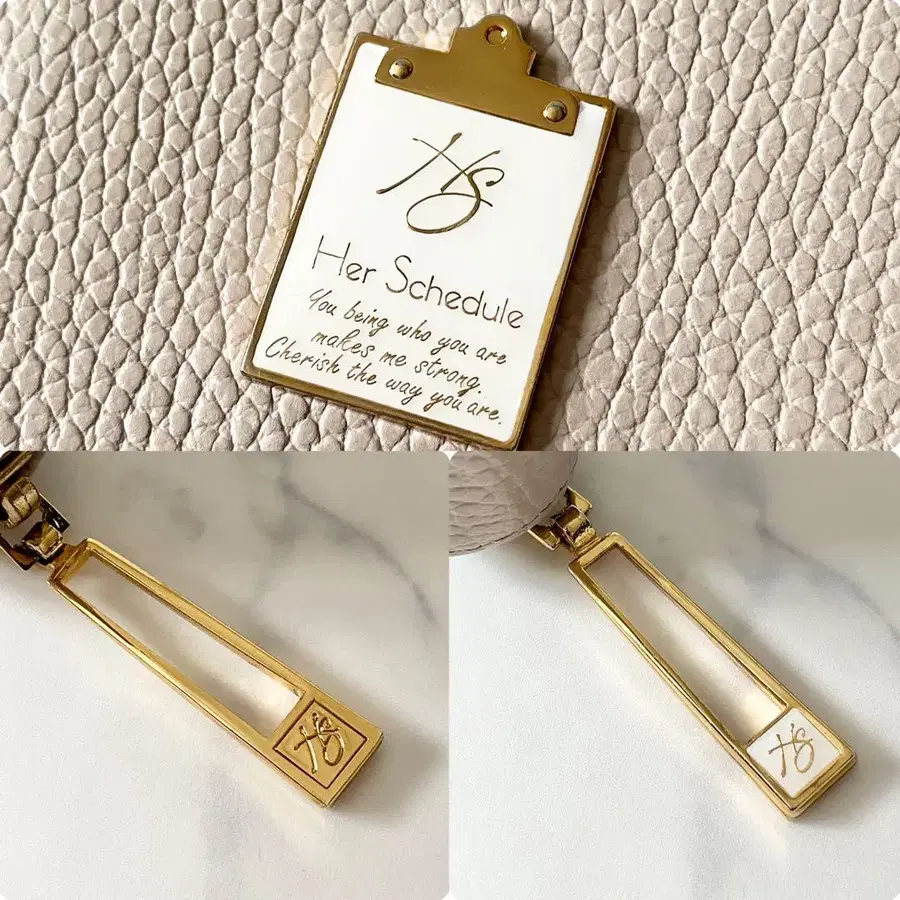 HS
Her Schedule
You being who you are
makes me strong.
Cherish the way you are.
HS
HS